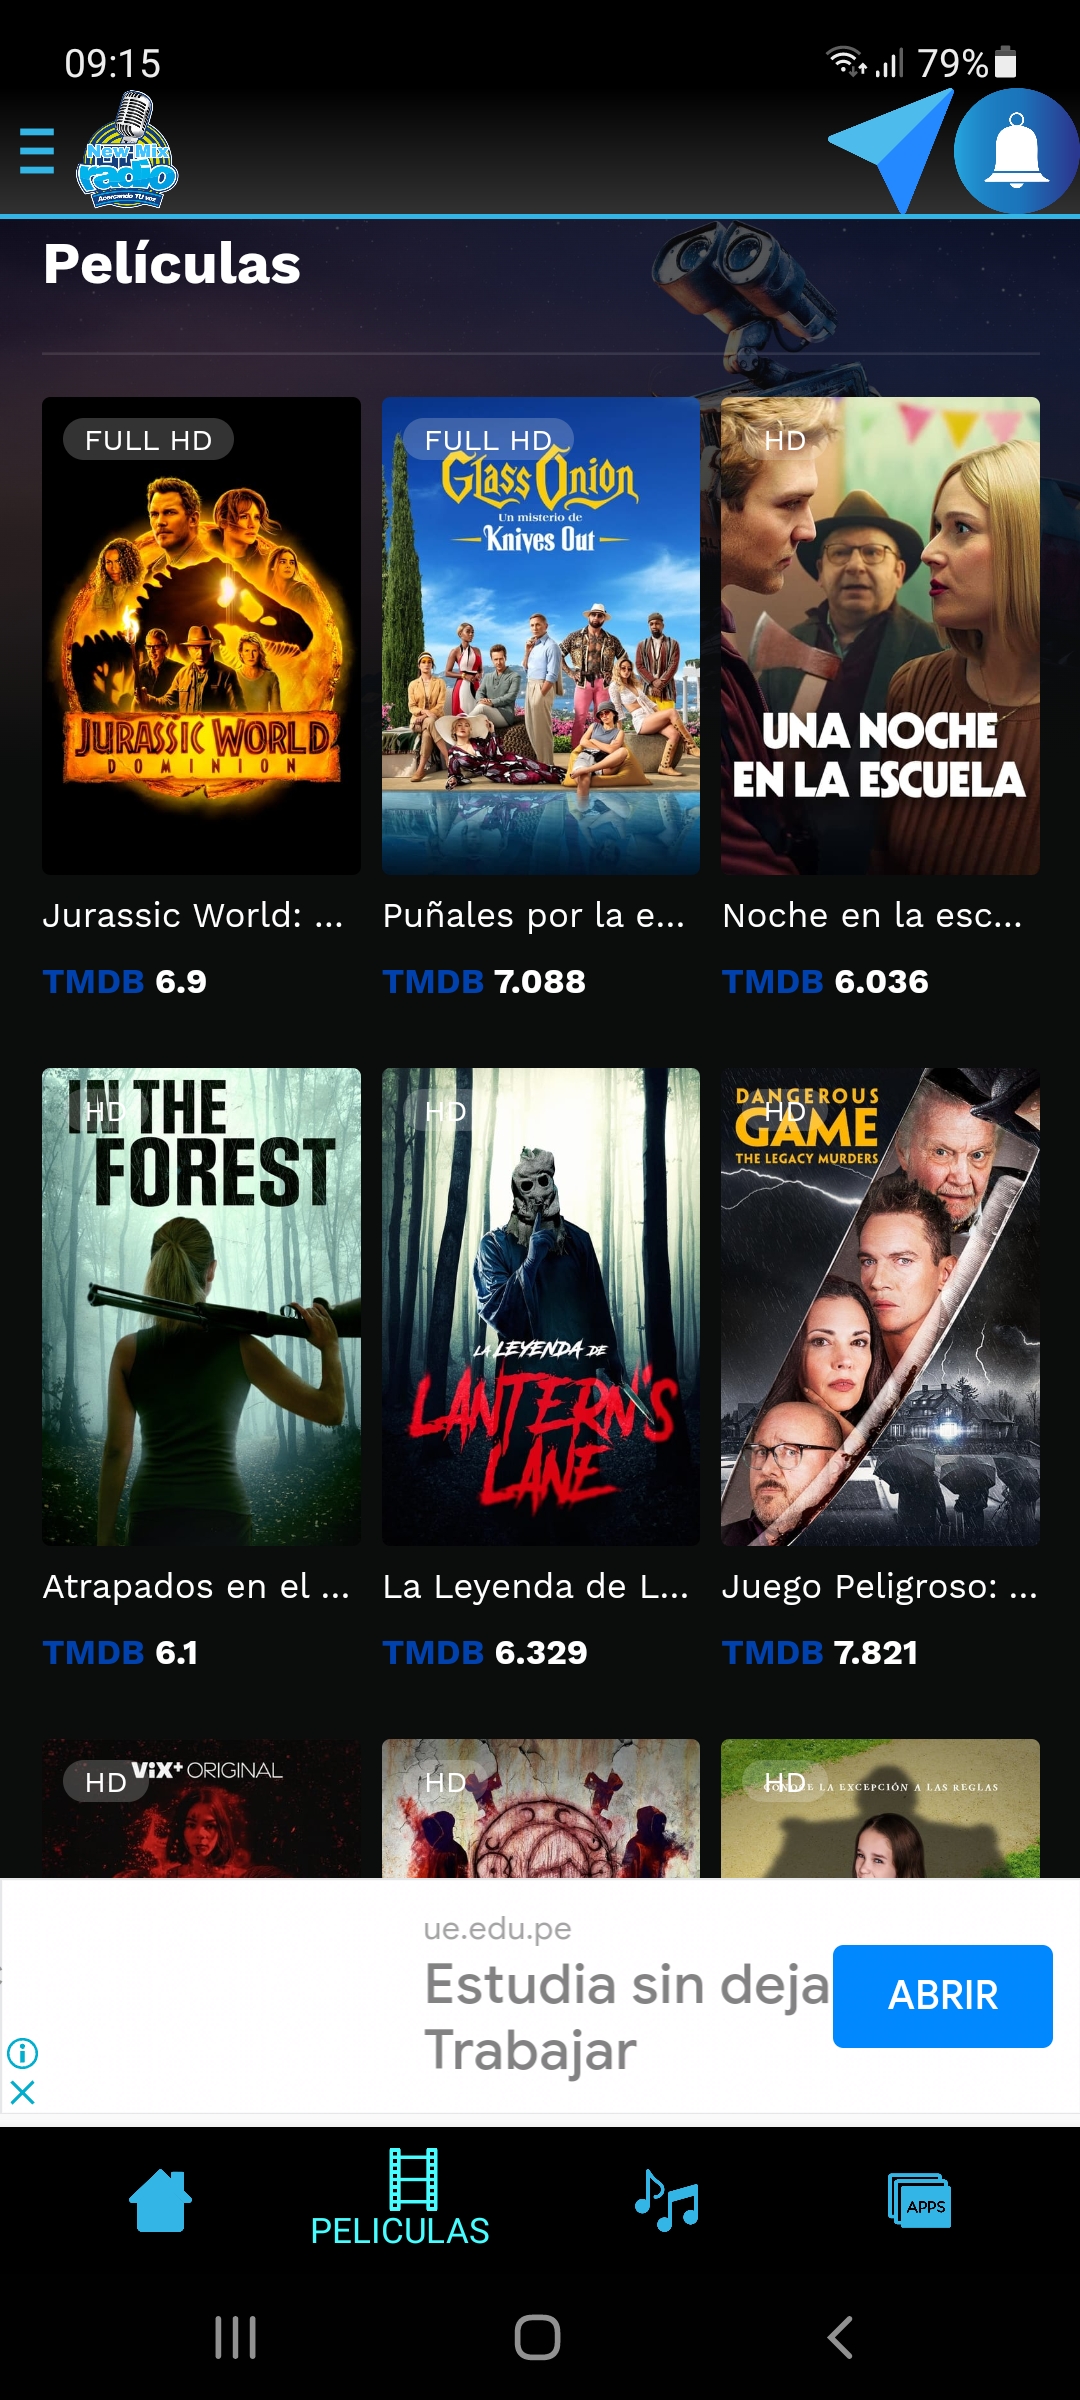 09:15
79%
New Mix
radio
Acercando TU voz
Películas
FULL HD
JURASSIC WORLD
DOMINION
FULL HD
Glass Onion
Un misterio de
Knives Out
HD
UNA NOCHE
EN LA ESCUELA
Jurassic World: ...
Puñales por la e...
Noche en la esc...
TMDB 6.9
TMDB 7.088
TMDB 6.036
HD
IN THE
FOREST
HD
LA LEYENDA DE
LANTERN'S
LANE
HD
DANGEROUS
GAME
THE LEGACY MURDERS
Atrapados en el ...
La Leyenda de L...
Juego Peligroso: ...
TMDB 6.1
TMDB 6.329
TMDB 7.821
HD
ViX+ ORIGINAL
HD
HD
CONOCE LA EXCEPCIÓN A LAS REGLAS
ue.edu.pe
Estudia sin deja
Trabajar
ABRIR
PELICULAS
APPS